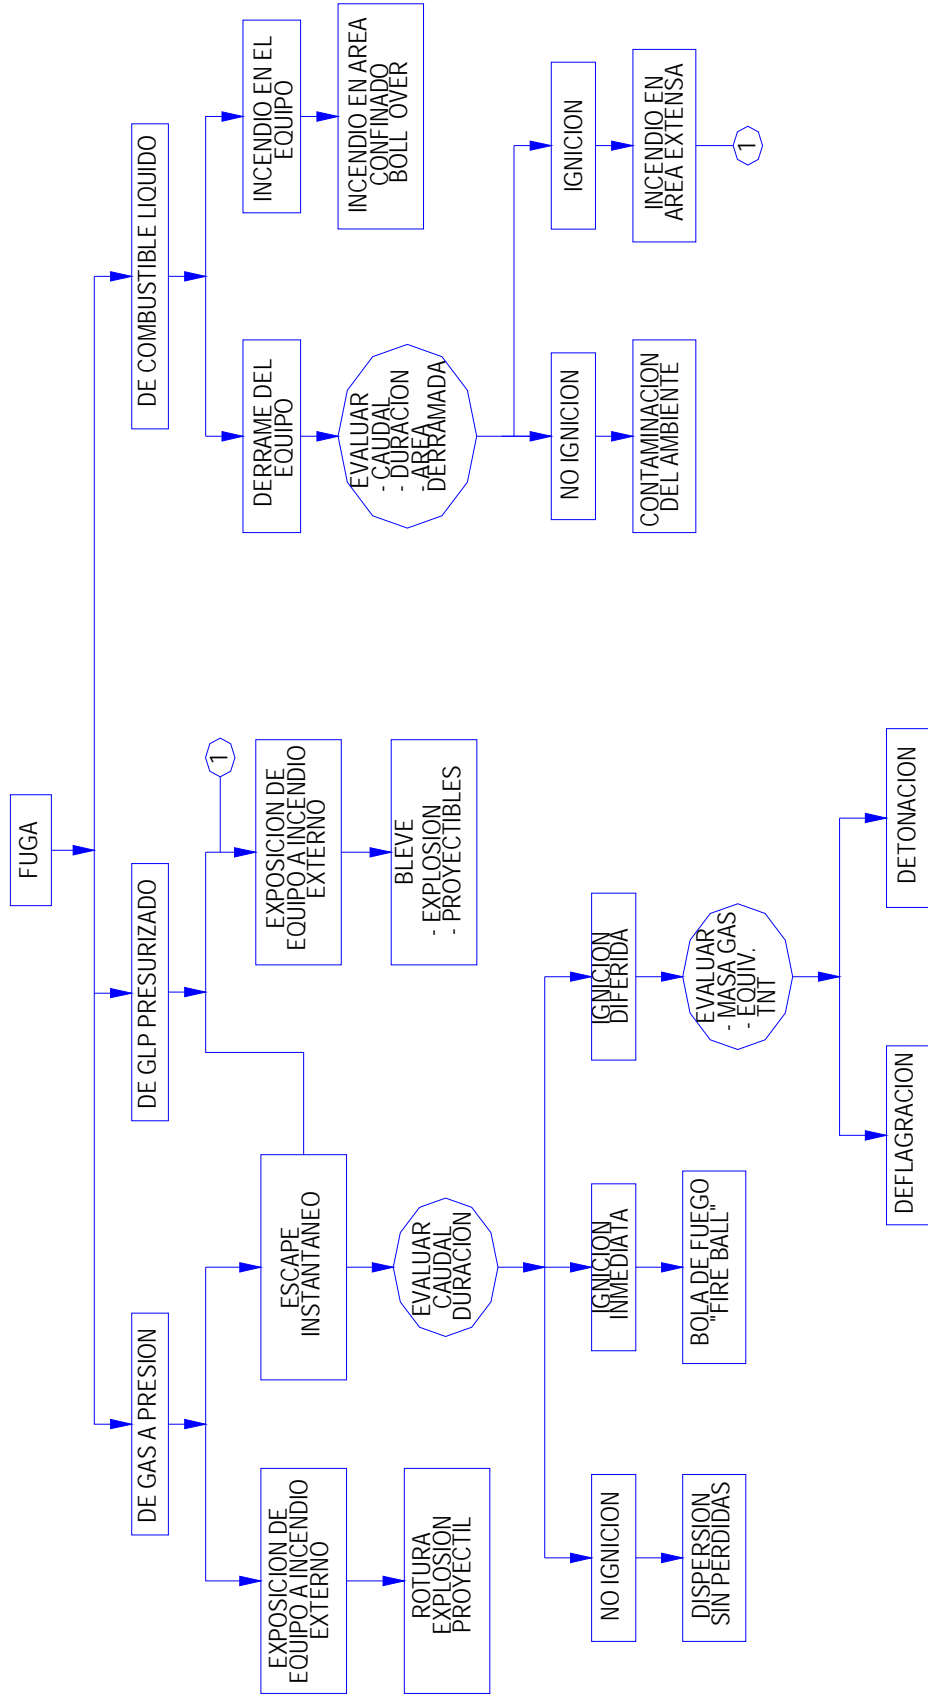 FUGA
DE GAS A PRESION
DE GLP PRESURIZADO
DE COMBUSTIBLE LIQUIDO
EXPOSICION DE
EQUIPO A INCENDIO
EXTERNO
ROTURA
EXPLOSION
PROYECTIL
ESCAPE
INSTANTANEO
EVALUAR
CAUDAL
DURACION
NO IGNICION
DISPERSION
SIN PERDIDAS
IGNICION
INMEDIATA
BOLA DE FUEGO
"FIRE BALL"
IGNICION
DIFERIDA
EVALUAR
- MASA GAS
- EQUIV.
TNT
DEFLAGRACION
DETONACION
1
EXPOSICION DE
EQUIPO A INCENDIO
EXTERNO
BLEVE
- EXPLOSION
- PROYECTIBLES
DERRAME DEL
EQUIPO
EVALUAR
- CAUDAL
- DURACION
- AREA
DERRAMADA
NO IGNICION
CONTAMINACION
DEL AMBIENTE
IGNICION
INCENDIO EN
AREA EXTENSA
1
INCENDIO EN EL
EQUIPO
INCENDIO EN AREA
CONFINADO
BOLL OVER